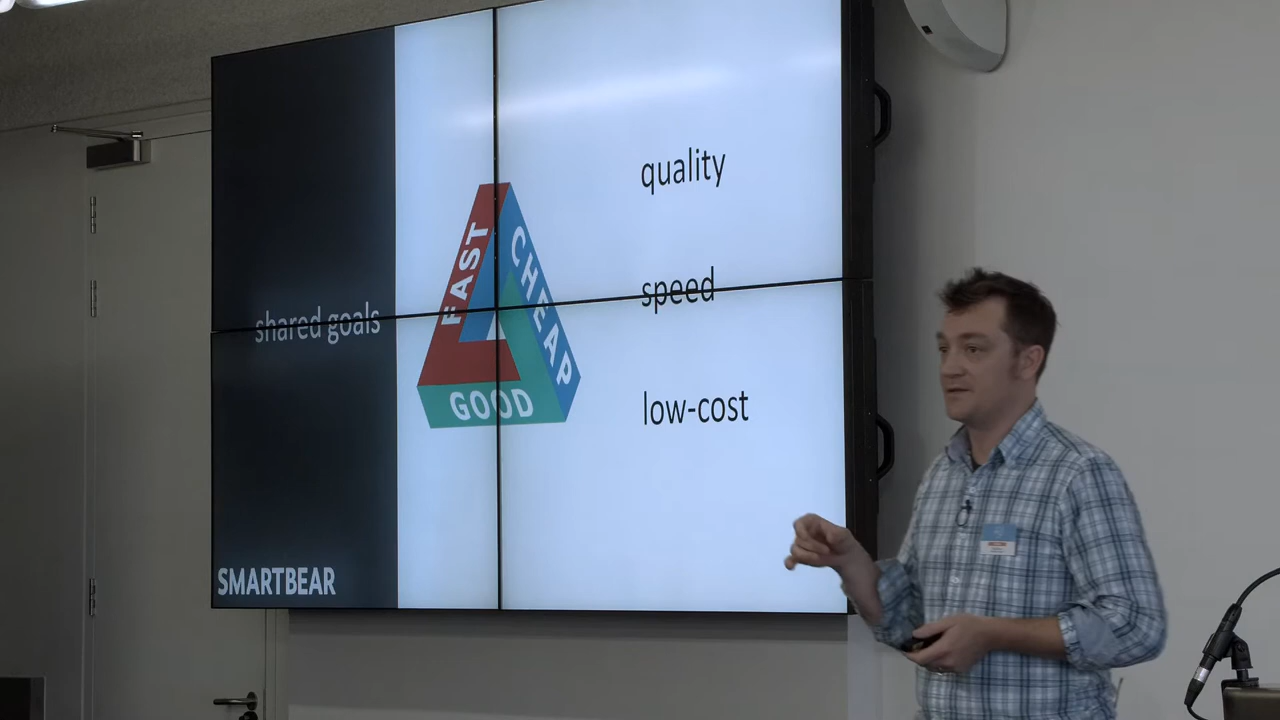 shared goals
FAST
CHEAP
GOOD
quality
speed
low-cost
SMARTBEAR